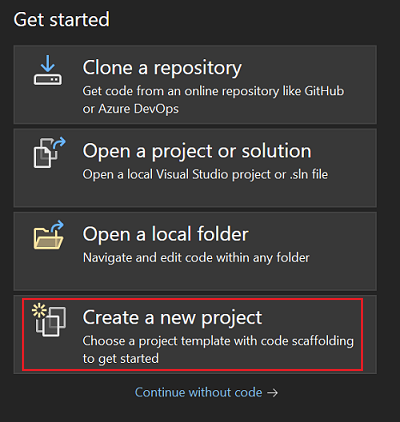 Get started
Clone a repository
Get code from an online repository like GitHub
or Azure DevOps
Open a project or solution
Open a local Visual Studio project or .sln file
Open a local folder
Navigate and edit code within any folder
Create a new project
Choose a project template with code scaffolding
to get started
Continue without code →